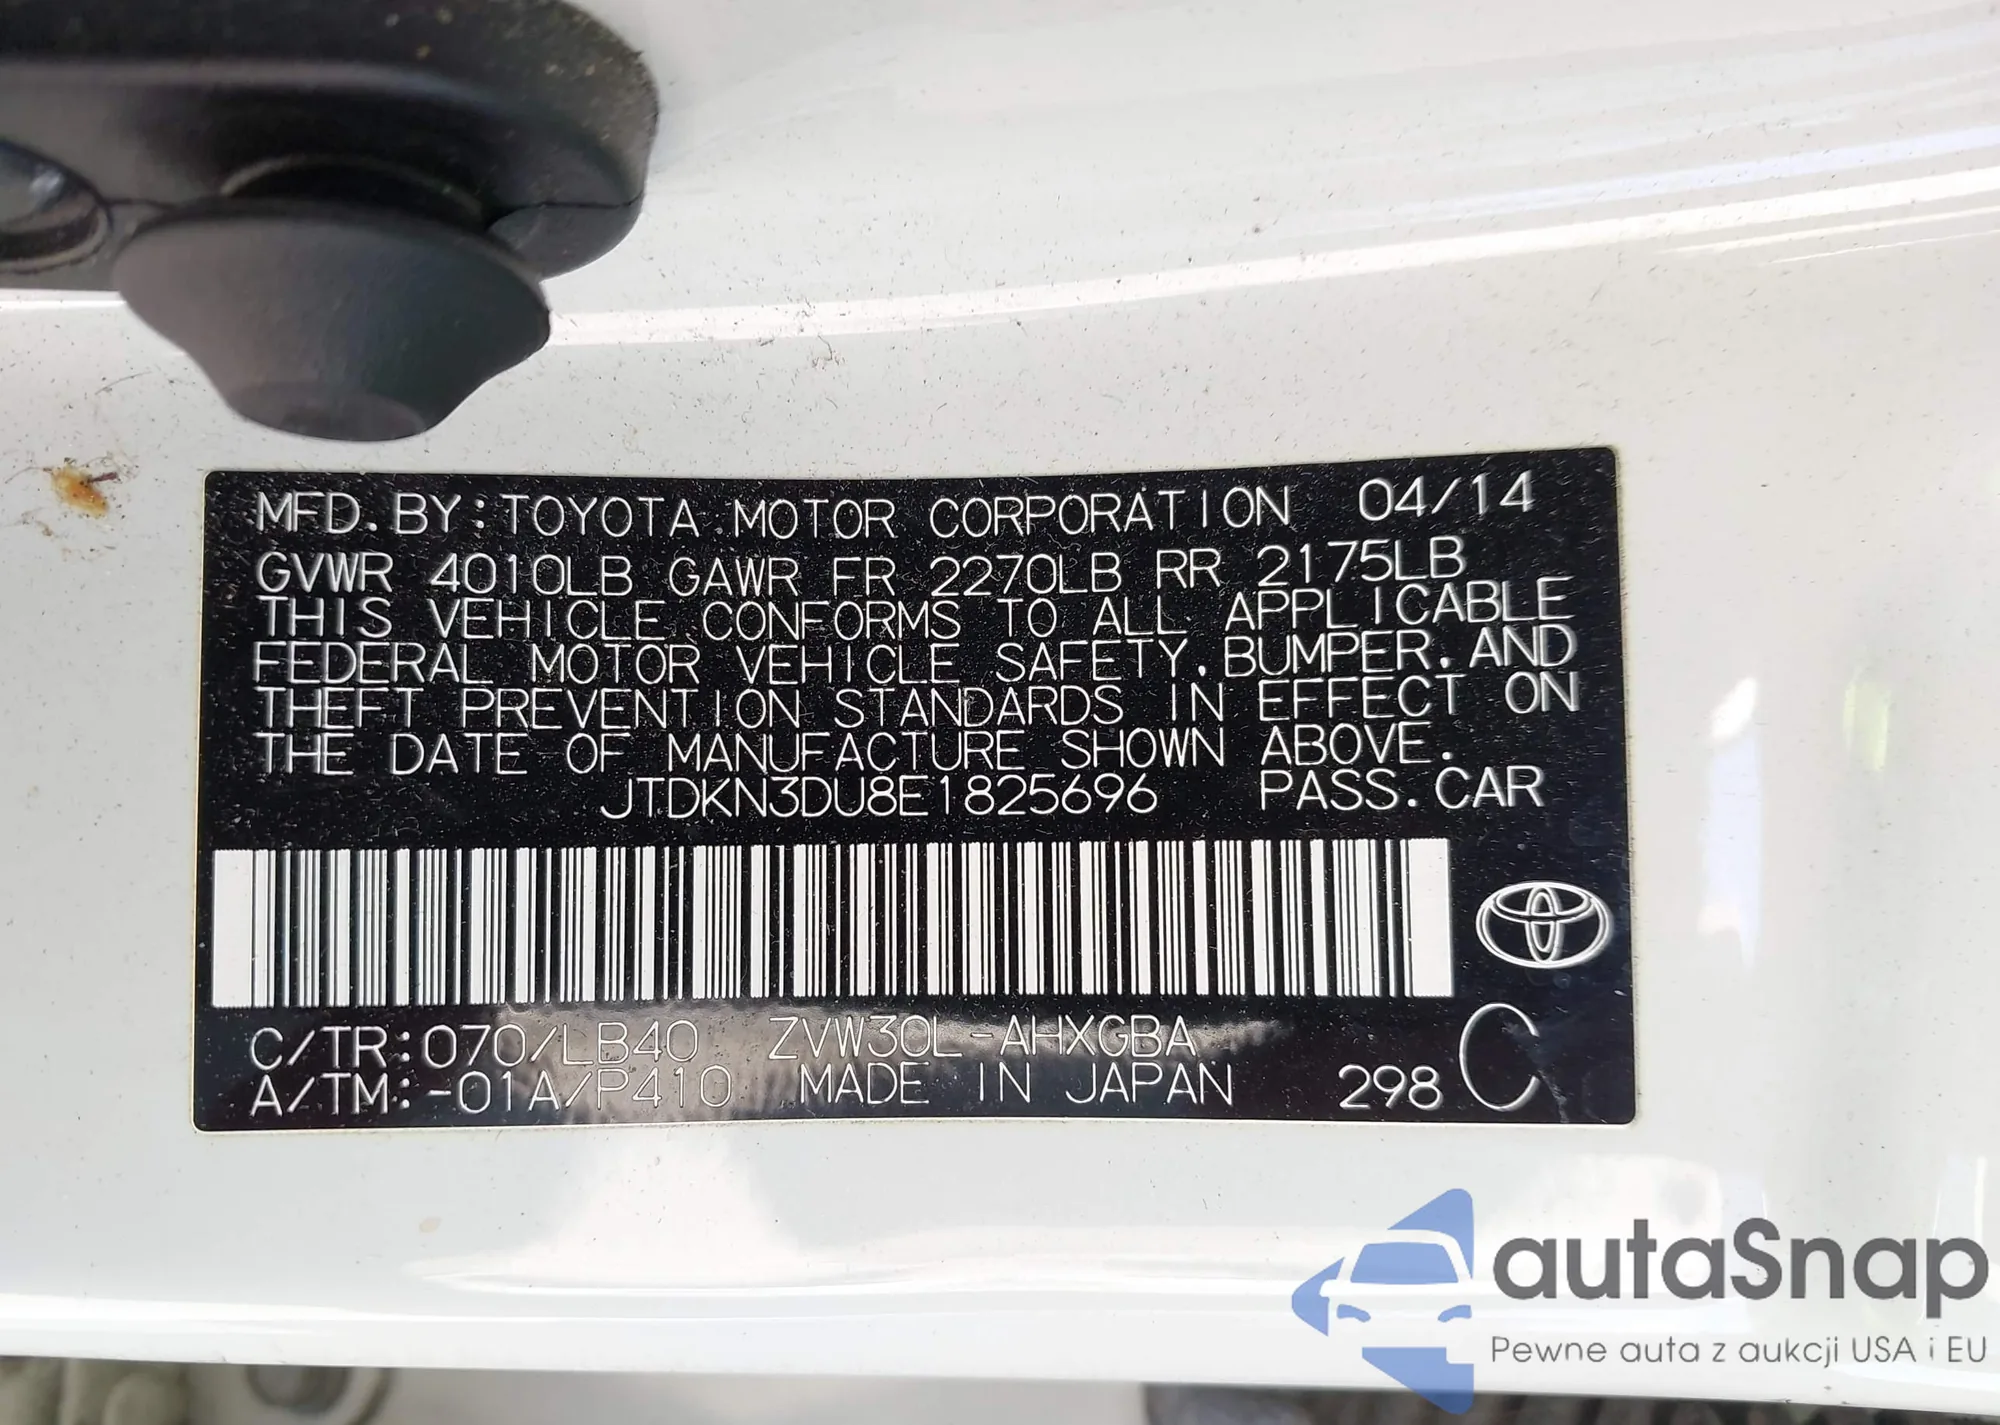 MFD. BY: TOYOTA MOTOR CORPORATION 04/14
GVWR 4010LB GAWR FR 2270LB RR 2175LB
THIS VEHICLE CONFORMS TO ALL APPLICABLE
FEDERAL MOTOR VEHICLE SAFETY, BUMPER, AND
THEFT PREVENTION STANDARDS IN EFFECT ON
THE DATE OF MANUFACTURE SHOWN ABOVE.
JTDKN3DU8E1825696 PASS. CAR
C/TR: 070/LB40 ZVW30L-AHXGBA
A/TM: -01A/P410 MADE IN JAPAN 298 C
autaSnap
Pewne auta z aukcji USA i EU